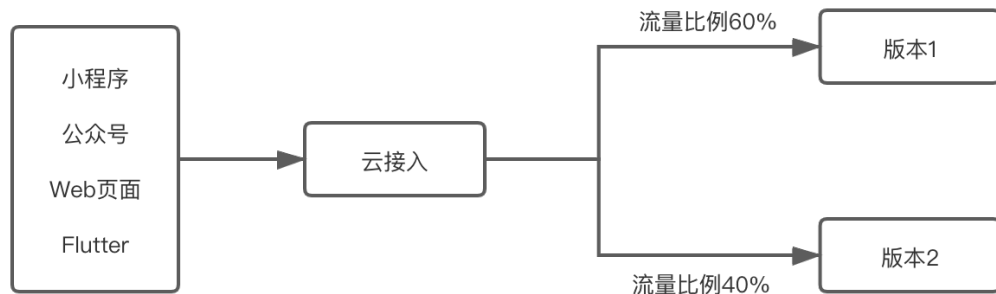 小程序
公众号
Web页面
Flutter
云接入
流量比例60%
版本1
版本2
流量比例40%